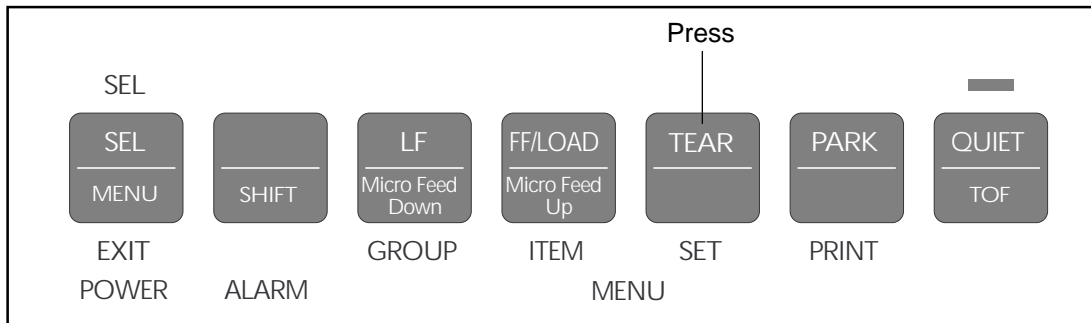 Press
SEL
SEL
MENU
SHIFT
LF
Micro Feed
Down
FF/LOAD
Micro Feed
Up
TEAR
PARK
QUIET
TOF
EXIT
GROUP
ITEM
SET
PRINT
POWER
ALARM
MENU